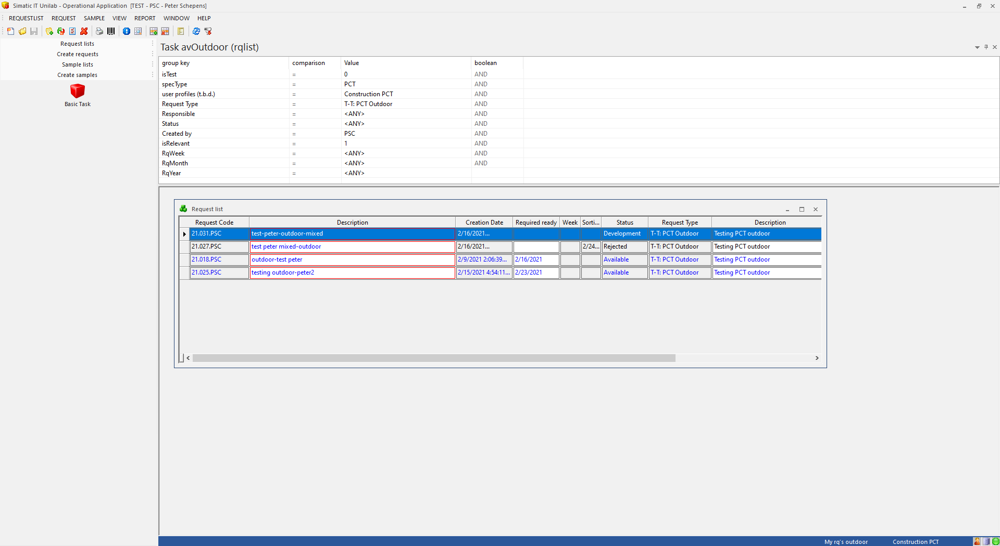 Simatic IT Unilab - Operational Application [TEST - PSC - Peter Schepens]
REQUESTLIST REQUEST SAMPLE VIEW REPORT WINDOW HELP
Request lists
Create requests
Sample lists
Create samples
Basic Task
Task avOutdoor (rqlist)
group key comparison Value boolean
isTest = 0 AND
specType = PCT AND
user profiles (t.b.d.) = Construction PCT AND
Request Type = T-T: PCT Outdoor AND
Responsible = <ANY> AND
Status = <ANY> AND
Created by = PSC AND
isRelevant = 1 AND
RqWeek = <ANY> AND
RqMonth = <ANY> AND
RqYear = <ANY>
Request list
Request Code Description Creation Date Required ready Week Sorti... Status Request Type Description
21.031.PSC test-peter-outdoor-mixed 2/16/2021... Development T-T: PCT Outdoor Testing PCT outdoor
21.027.PSC test peter mixed-outdoor 2/16/2021... 2/24... Rejected T-T: PCT Outdoor Testing PCT outdoor
21.018.PSC outdoor-test peter 2/9/2021 2:06:39... 2/16/2021 Available T-T: PCT Outdoor Testing PCT outdoor
21.025.PSC testing outdoor-peter2 2/15/2021 4:54:11... 2/23/2021 Available T-T: PCT Outdoor Testing PCT outdoor
My rq's outdoor Construction PCT